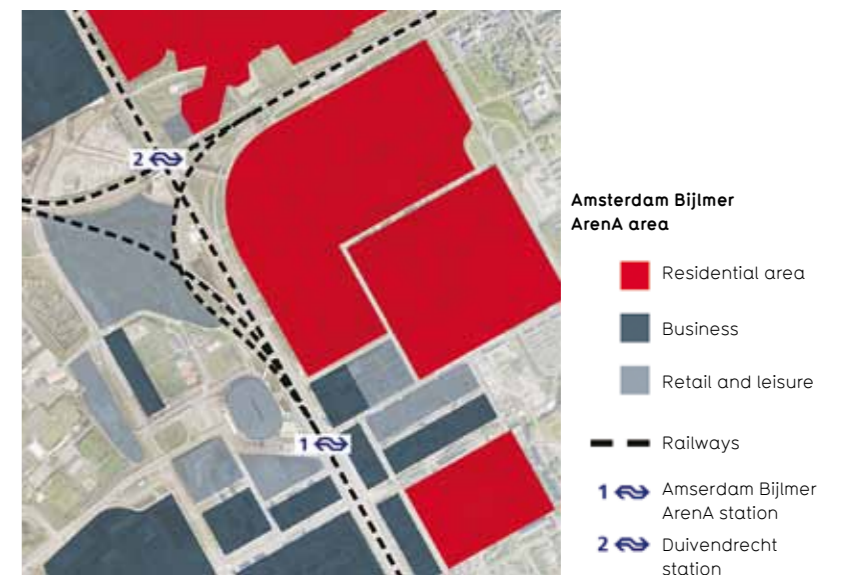 2
1
Amsterdam Bijlmer
ArenA area
Residential area
Business
Retail and leisure
Railways
1 Amserdam Bijlmer
ArenA station
2 Duivendrecht
station